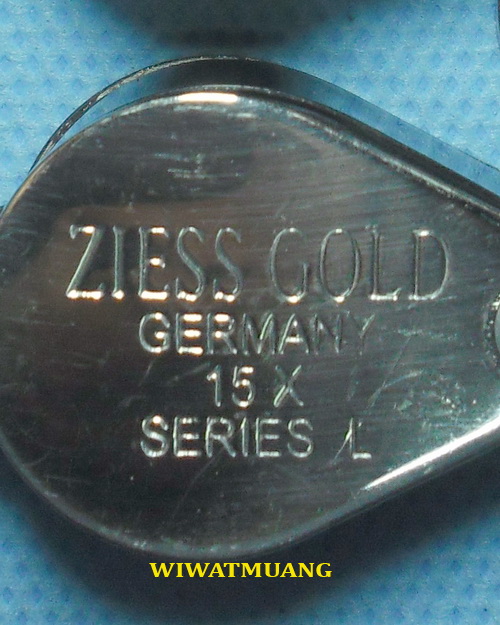 ZIESS GOLD
GERMANY
15 X
SERIES L
WIWATMUANG